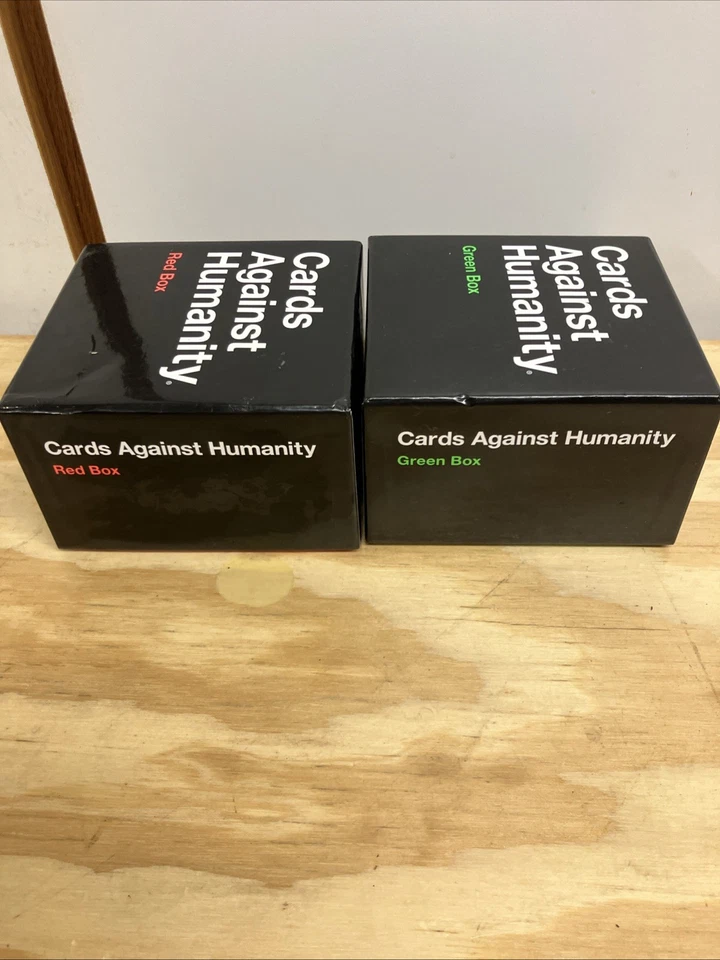 Cards
Against
Humanity
Red Box
Cards Against Humanity
Red Box
Cards
Against
Humanity
Green Box
Cards Against Humanity
Green Box